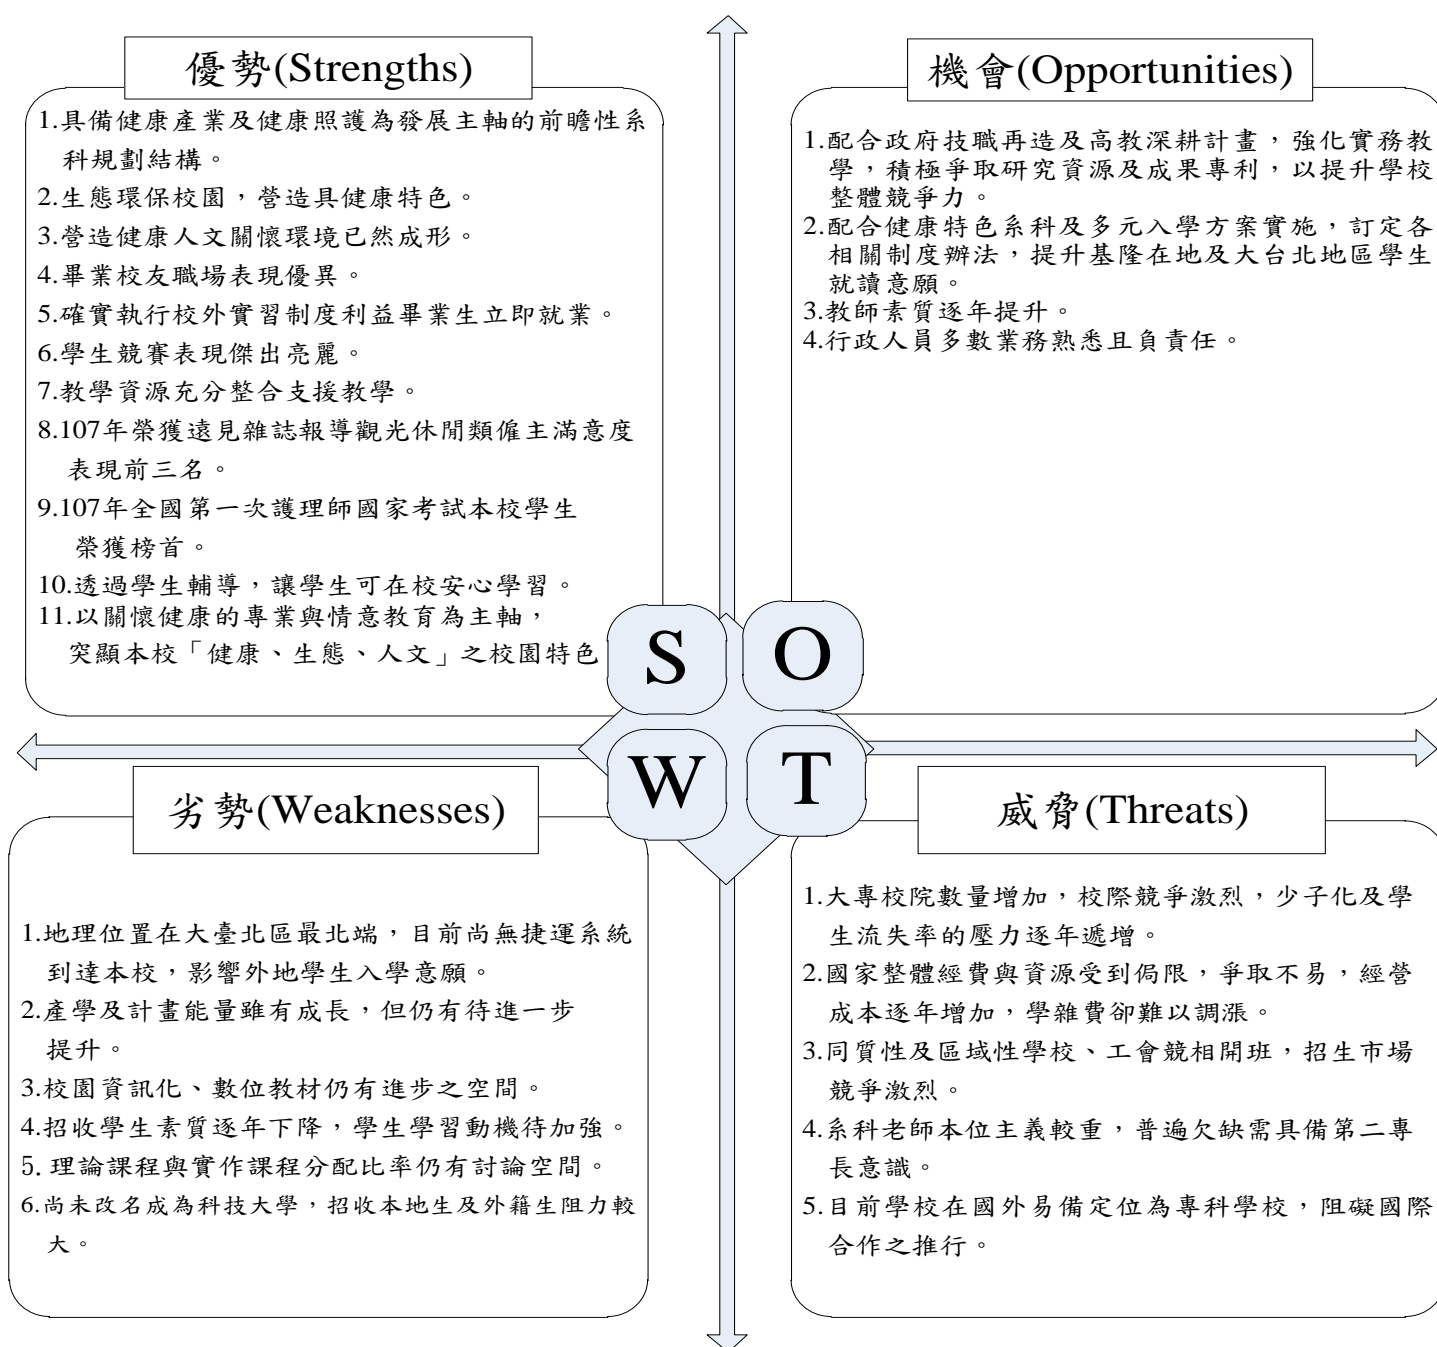 優勢(Strengths)
1.具備健康產業及健康照護為發展主軸的前瞻性系
科規劃結構。
2.生態環保校園，營造具健康特色。
3.營造健康人文關懷環境已然成形。
4.畢業校友職場表現優異。
5.確實執行校外實習制度利益畢業生立即就業。
6.學生競賽表現傑出亮麗。
7.教學資源充分整合支援教學。
8.107年榮獲遠見雜誌報導觀光休閒類僱主滿意度
表現前三名。
9.107年全國第一次護理師國家考試本校學生
榮獲榜首。
10.透過學生輔導，讓學生可在校安心學習。
11.以關懷健康的專業與情意教育為主軸，
突顯本校「健康、生態、人文」之校園特色
機會(Opportunities)
1.配合政府技職再造及高教深耕計畫，強化實務教
學，積極爭取研究資源及成果專利，以提升學校
整體競爭力。
2.配合健康特色系科及多元入學方案實施，訂定各
相關制度辦法，提升基隆在地及大台北地區學生
就讀意願。
3.教師素質逐年提升。
4.行政人員多數業務熟悉且負責任。
S
O
W
T
劣勢(Weaknesses)
1.地理位置在大臺北區最北端，目前尚無捷運系統
到達本校，影響外地學生入學意願。
2.產學及計畫能量雖有成長，但仍有待進一步
提升。
3.校園資訊化、數位教材仍有進步之空間。
4.招收學生素質逐年下降，學生學習動機待加強。
5.理論課程與實作課程分配比率仍有討論空間。
6.尚未改名成為科技大學，招收本地生及外籍生阻力較
大。
威脅(Threats)
1.大專校院數量增加，校際競爭激烈，少子化及學
生流失率的壓力逐年遞增。
2.國家整體經費與資源受到侷限，爭取不易，經營
成本逐年增加，學雜費卻難以調漲。
3.同質性及區域性學校、工會競相開班，招生市場
競爭激烈。
4.系科老師本位主義較重，普遍欠缺需具備第二專
長意識。
5.目前學校在國外易備定位為專科學校，阻礙國際
合作之推行。